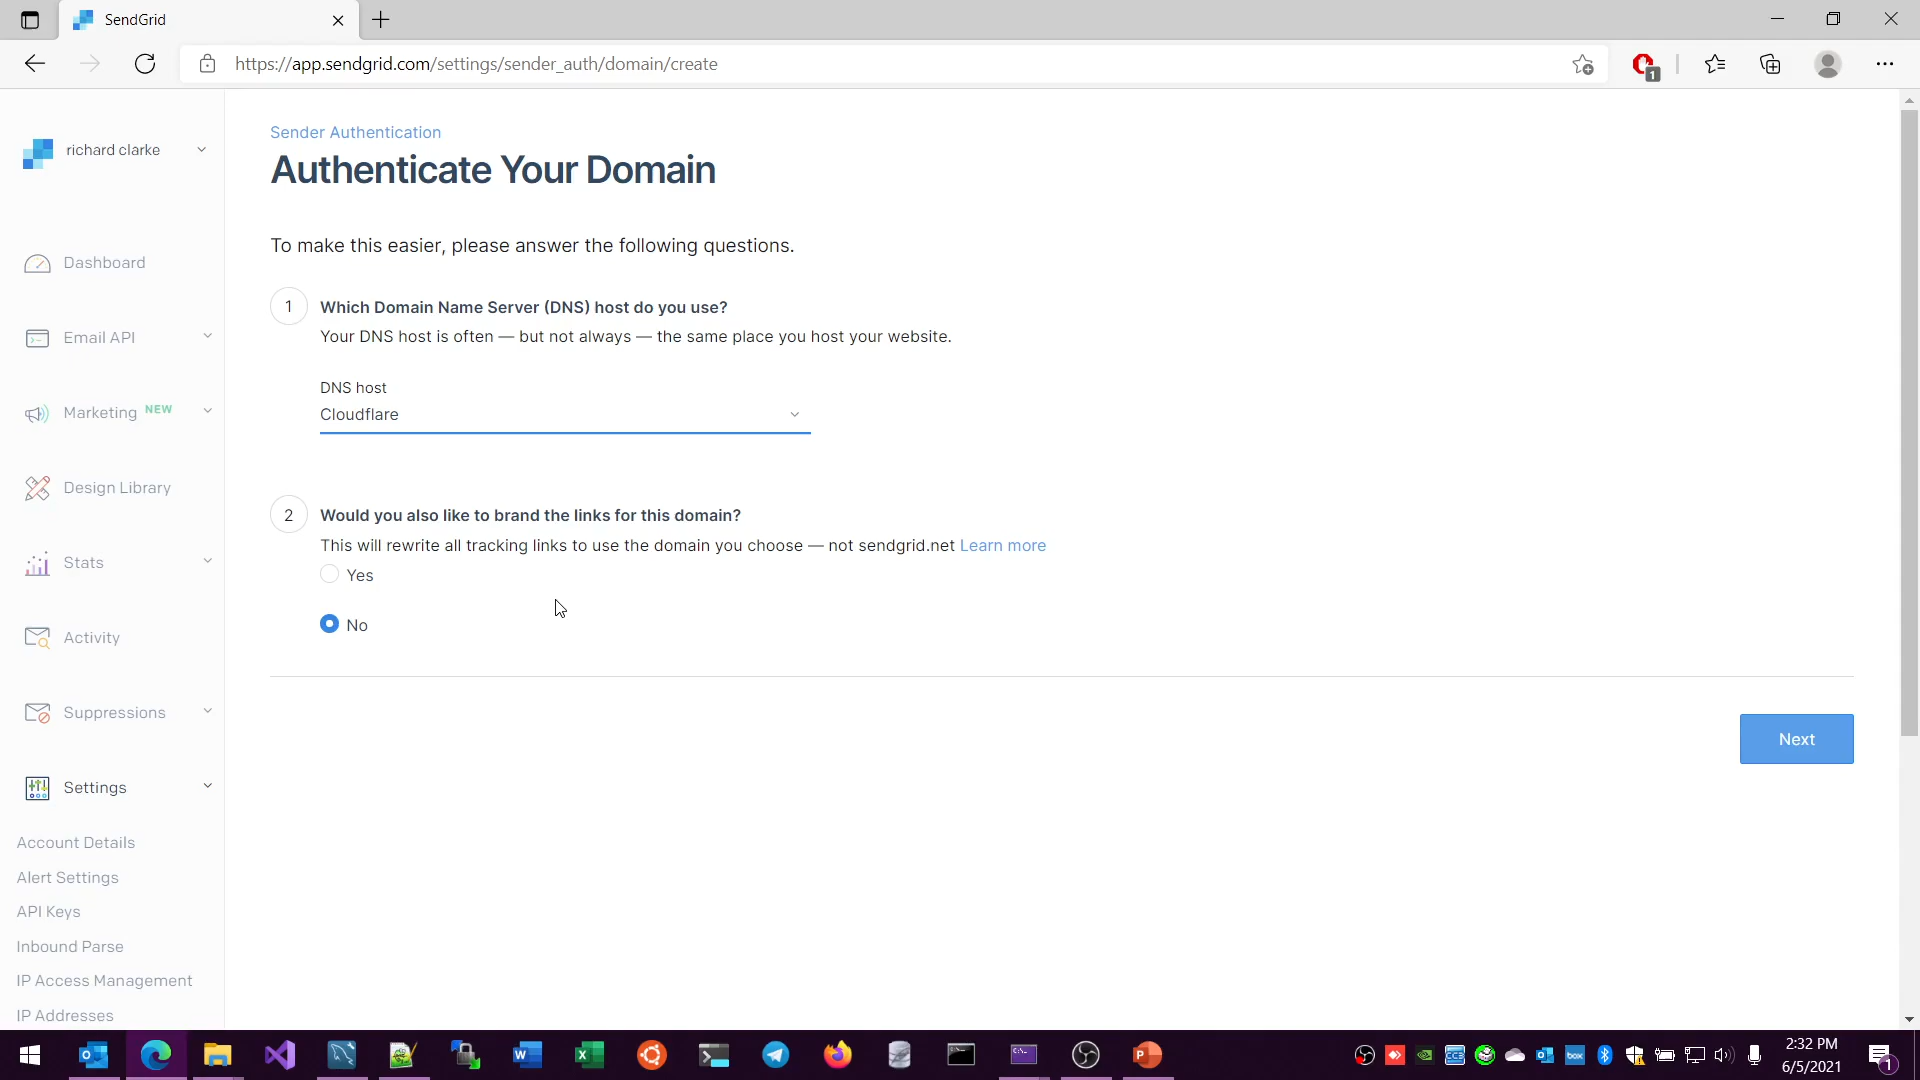 SendGrid
https://app.sendgrid.com/settings/sender_auth/domain/create
1
richard clarke
Dashboard
Email API
Marketing NEW
Design Library
Stats
Activity
Suppressions
Settings
Account Details
Alert Settings
API Keys
Inbound Parse
IP Access Management
IP Addresses
Sender Authentication
Authenticate Your Domain
To make this easier, please answer the following questions.
1 Which Domain Name Server (DNS) host do you use?
Your DNS host is often — but not always — the same place you host your website.
DNS host
Cloudflare
2 Would you also like to brand the links for this domain?
This will rewrite all tracking links to use the domain you choose — not sendgrid.net Learn more
Yes
No
Next
2:32 PM
6/5/2021
1